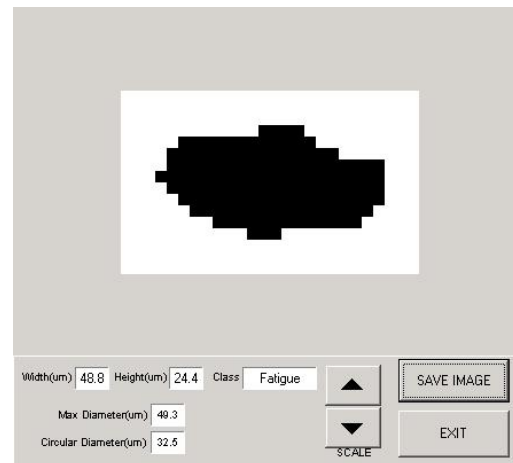 Width(um) 48.8 Height(um) 24.4 Class Fatigue
SAVE IMAGE
Max Diameter(um) 49.3
Circular Diameter(um) 32.5
SCALE
EXIT